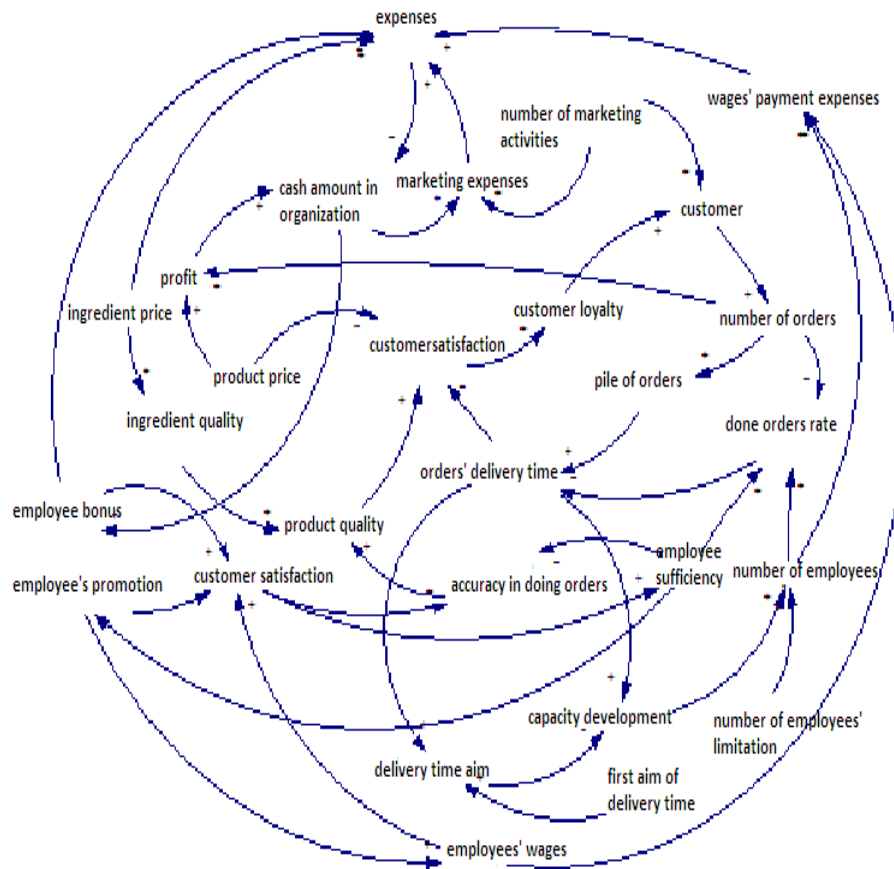 expenses
wages' payment expenses
number of marketing
activities
marketing expenses
cash amount in
organization
customer
profit
ingredient price
customer loyalty
number of orders
customersatisfaction
product price
pile of orders
ingredient quality
done orders rate
orders' delivery time
employee bonus
product quality
employee
sufficiency
number of employees
employee's promotion
customer satisfaction
accuracy in doing orders
capacity development
number of employees'
limitation
delivery time aim
first aim of
delivery time
employees' wages